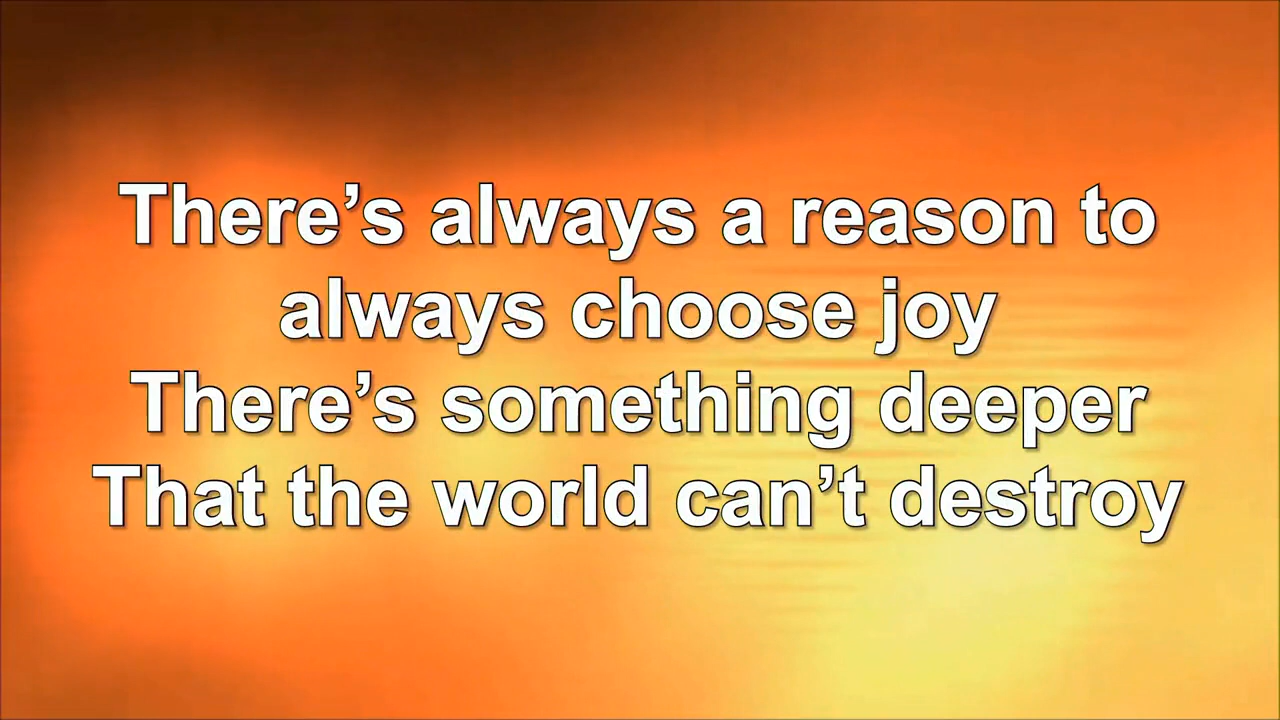 There’s always a reason to
always choose joy
There’s something deeper
That the world can’t destroy